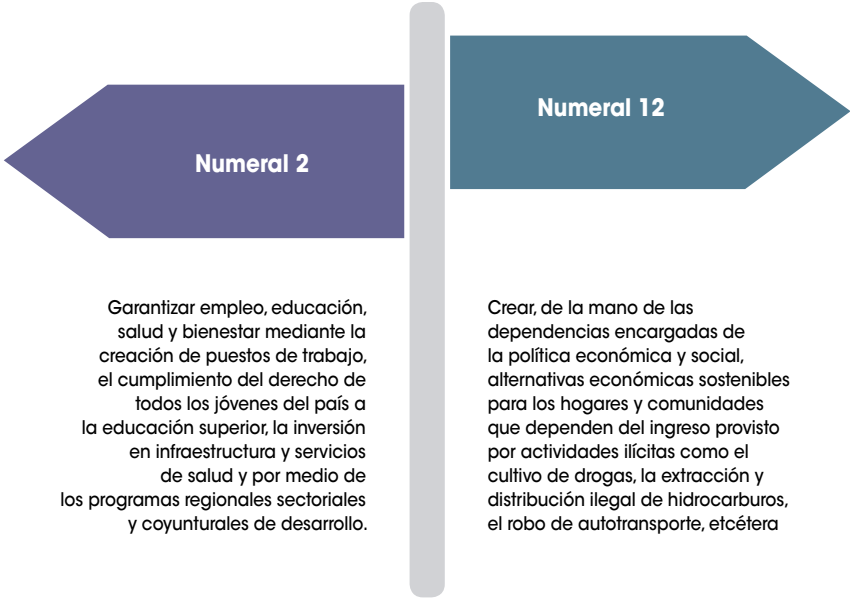 Numeral 2
Garantizar empleo, educación,
salud y bienestar mediante la
creación de puestos de trabajo,
el cumplimiento del derecho de
todos los jóvenes del país a
la educación superior, la inversión
en infraestructura y servicios
de salud y por medio de
los programas regionales sectoriales
y coyunturales de desarrollo.
Numeral 12
Crear, de la mano de las
dependencias encargadas de
la política económica y social,
alternativas económicas sostenibles
para los hogares y comunidades
que dependen del ingreso provisto
por actividades ilícitas como el
cultivo de drogas, la extracción y
distribución ilegal de hidrocarburos,
el robo de autotransporte, etcétera